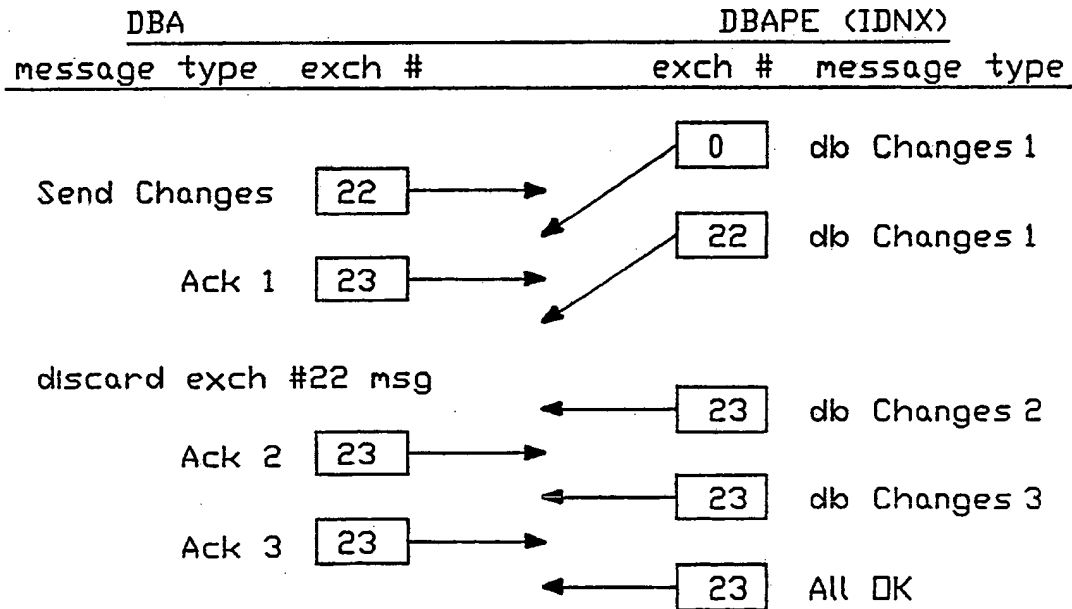 DBA DBAPE (IDNX)
message type exch # exch # message type
0 db Changes 1
Send Changes 22
22 db Changes 1
Ack 1 23
discard exch #22 msg
23 db Changes 2
Ack 2 23
23 db Changes 3
Ack 3 23
23 All OK